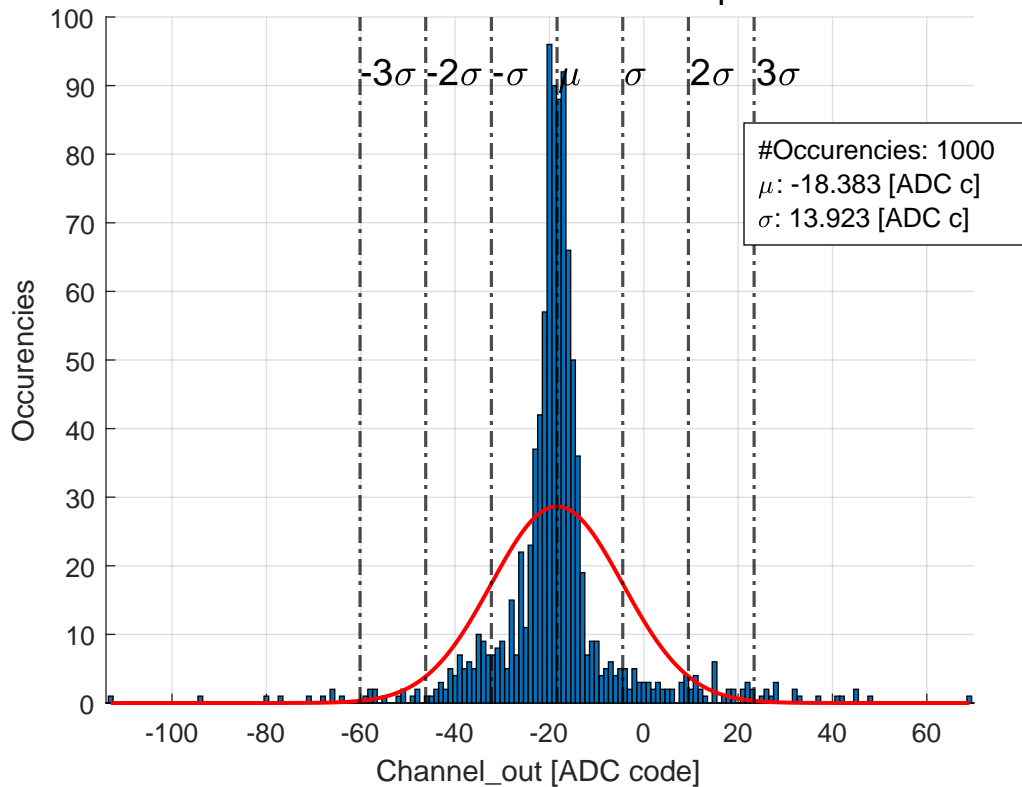 100
90
80
70
60
50
40
30
20
10
0
Occurencies
-3σ -2σ -σ μ σ 2σ 3σ
#Occurencies: 1000
μ: -18.383 [ADC c]
σ: 13.923 [ADC c]
-100 -80 -60 -40 -20 0 20 40 60
Channel_out [ADC code]